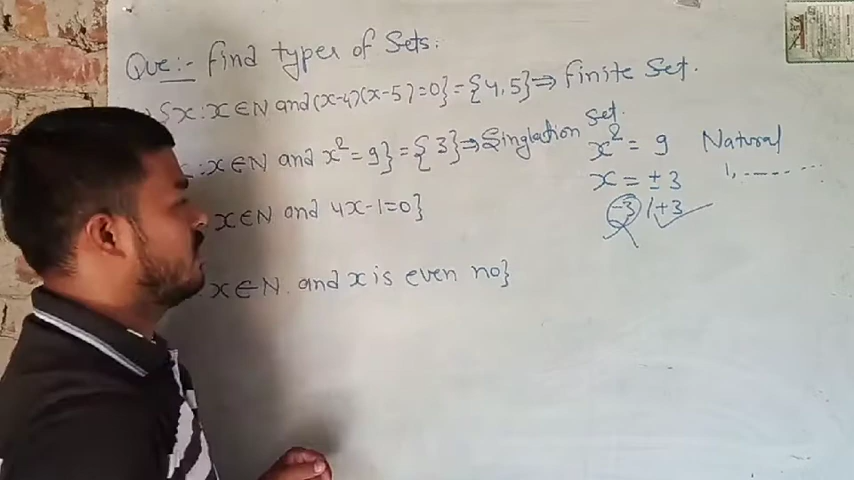 Que:- Find types of Sets.
{x : x ∈ N and (x-4)(x-5)=0} = {4,5} ⇒ Finite Set.
: x ∈ N and x² = 9} = {3} ⇒ Singlation Set.
x ∈ N and 4x-1=0}
: x ∈ N. and x is even no}
x² = 9
x = ±3
-3 / +3
Natural
1, ------